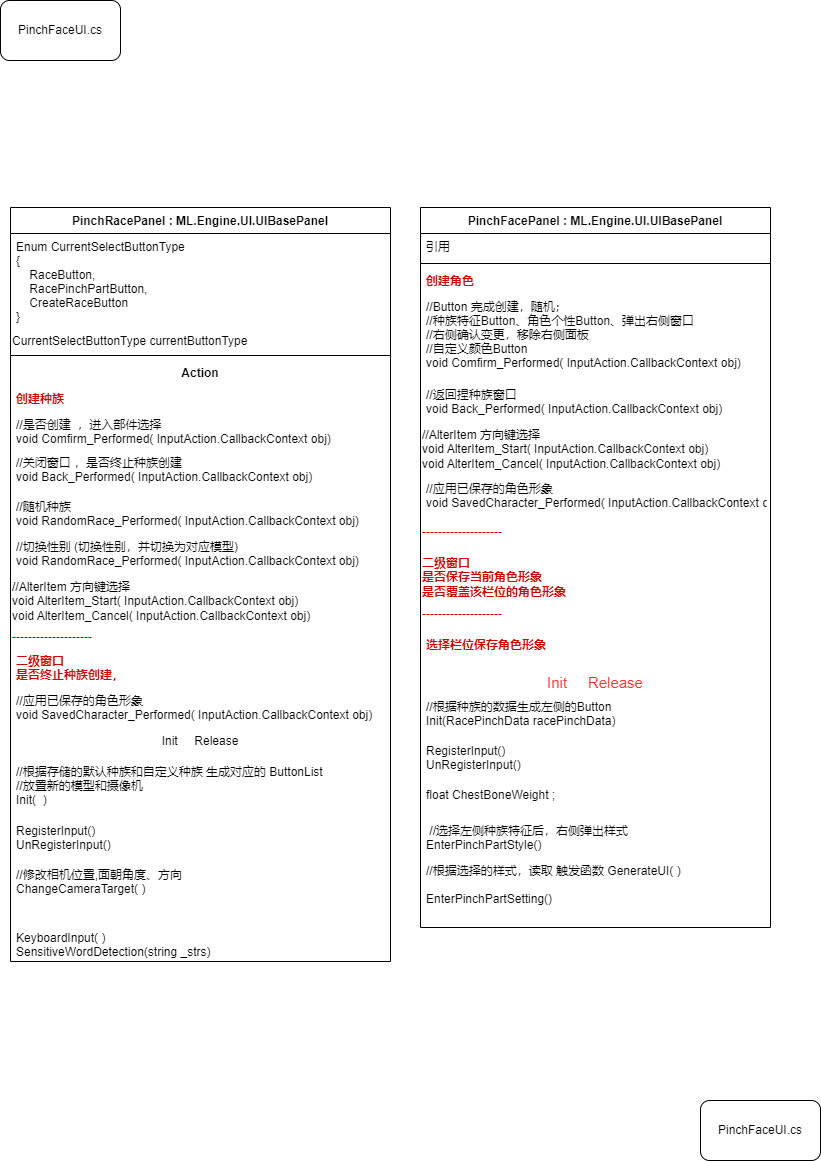 PinchFaceUI.cs
PinchRacePanel : ML.Engine.UI.UIBasePanel
Enum CurrentSelectButtonType
{
RaceButton,
RacePinchPartButton,
CreateRaceButton
}
CurrentSelectButtonType currentButtonType
Action
创建种族
//是否创建 ，进入部件选择
void Comfirm_Performed( InputAction.CallbackContext obj)
//关闭窗口 ，是否终止种族创建
void Back_Performed( InputAction.CallbackContext obj)
//随机种族
void RandomRace_Performed( InputAction.CallbackContext obj)
//切换性别 (切换性别，并切换为对应模型)
void RandomRace_Performed( InputAction.CallbackContext obj)
//AlterItem 方向键选择
void AlterItem_Start( InputAction.CallbackContext obj)
void AlterItem_Cancel( InputAction.CallbackContext obj)
--------------------
二级窗口
是否终止种族创建，
//应用已保存的角色形象
void SavedCharacter_Performed( InputAction.CallbackContext obj)
Init Release
//根据存储的默认种族和自定义种族 生成对应的 ButtonList
//放置新的模型和摄像机
Init( )
RegisterInput()
UnRegisterInput()
//修改相机位置,面朝角度、方向
ChangeCameraTarget( )
KeyboardInput( )
SensitiveWordDetection(string _strs)
PinchFacePanel : ML.Engine.UI.UIBasePanel
引用
创建角色
//Button 完成创建，随机；
//种族特征Button、角色个性Button、弹出右侧窗口
//右侧确认变更，移除右侧面板
//自定义颜色Button
void Comfirm_Performed( InputAction.CallbackContext obj)
//返回捏种族窗口
void Back_Performed( InputAction.CallbackContext obj)
//AlterItem 方向键选择
void AlterItem_Start( InputAction.CallbackContext obj)
void AlterItem_Cancel( InputAction.CallbackContext obj)
//应用已保存的角色形象
void SavedCharacter_Performed( InputAction.CallbackContext c
--------------------
二级窗口
是否保存当前角色形象
是否覆盖该栏位的角色形象
--------------------
选择栏位保存角色形象
Init Release
//根据种族的数据生成左侧的Button
Init(RacePinchData racePinchData)
RegisterInput()
UnRegisterInput()
float ChestBoneWeight ;
//选择左侧种族特征后，右侧弹出样式
EnterPinchPartStyle()
//根据选择的样式，读取 触发函数 GenerateUI( )
EnterPinchPartSetting()
PinchFaceUI.cs